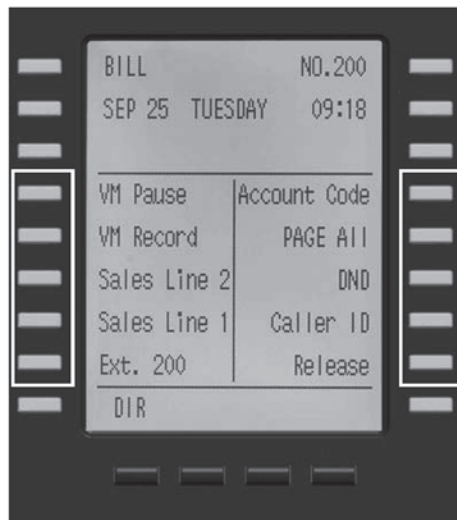 BILL NO.200
SEP 25 TUESDAY 09:18
VM Pause Account Code
VM Record PAGE All
Sales Line 2 DND
Sales Line 1 Caller ID
Ext. 200 Release
DIR